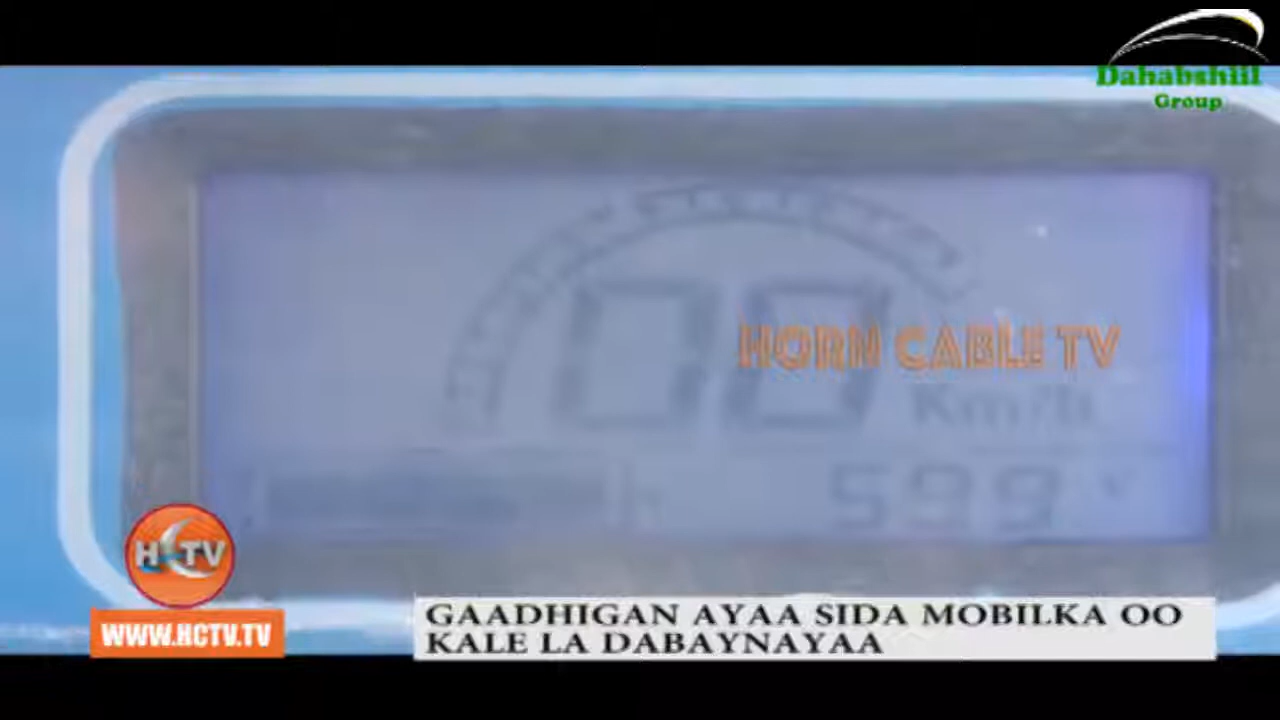 Dahabshiil
Group
00
HORN CABLE TV
Km/h
599 V
HCTV
WWW.HCTV.TV
GAADHIGAN AYAA SIDA MOBILKA OO
KALE LA DABAYNAYAA